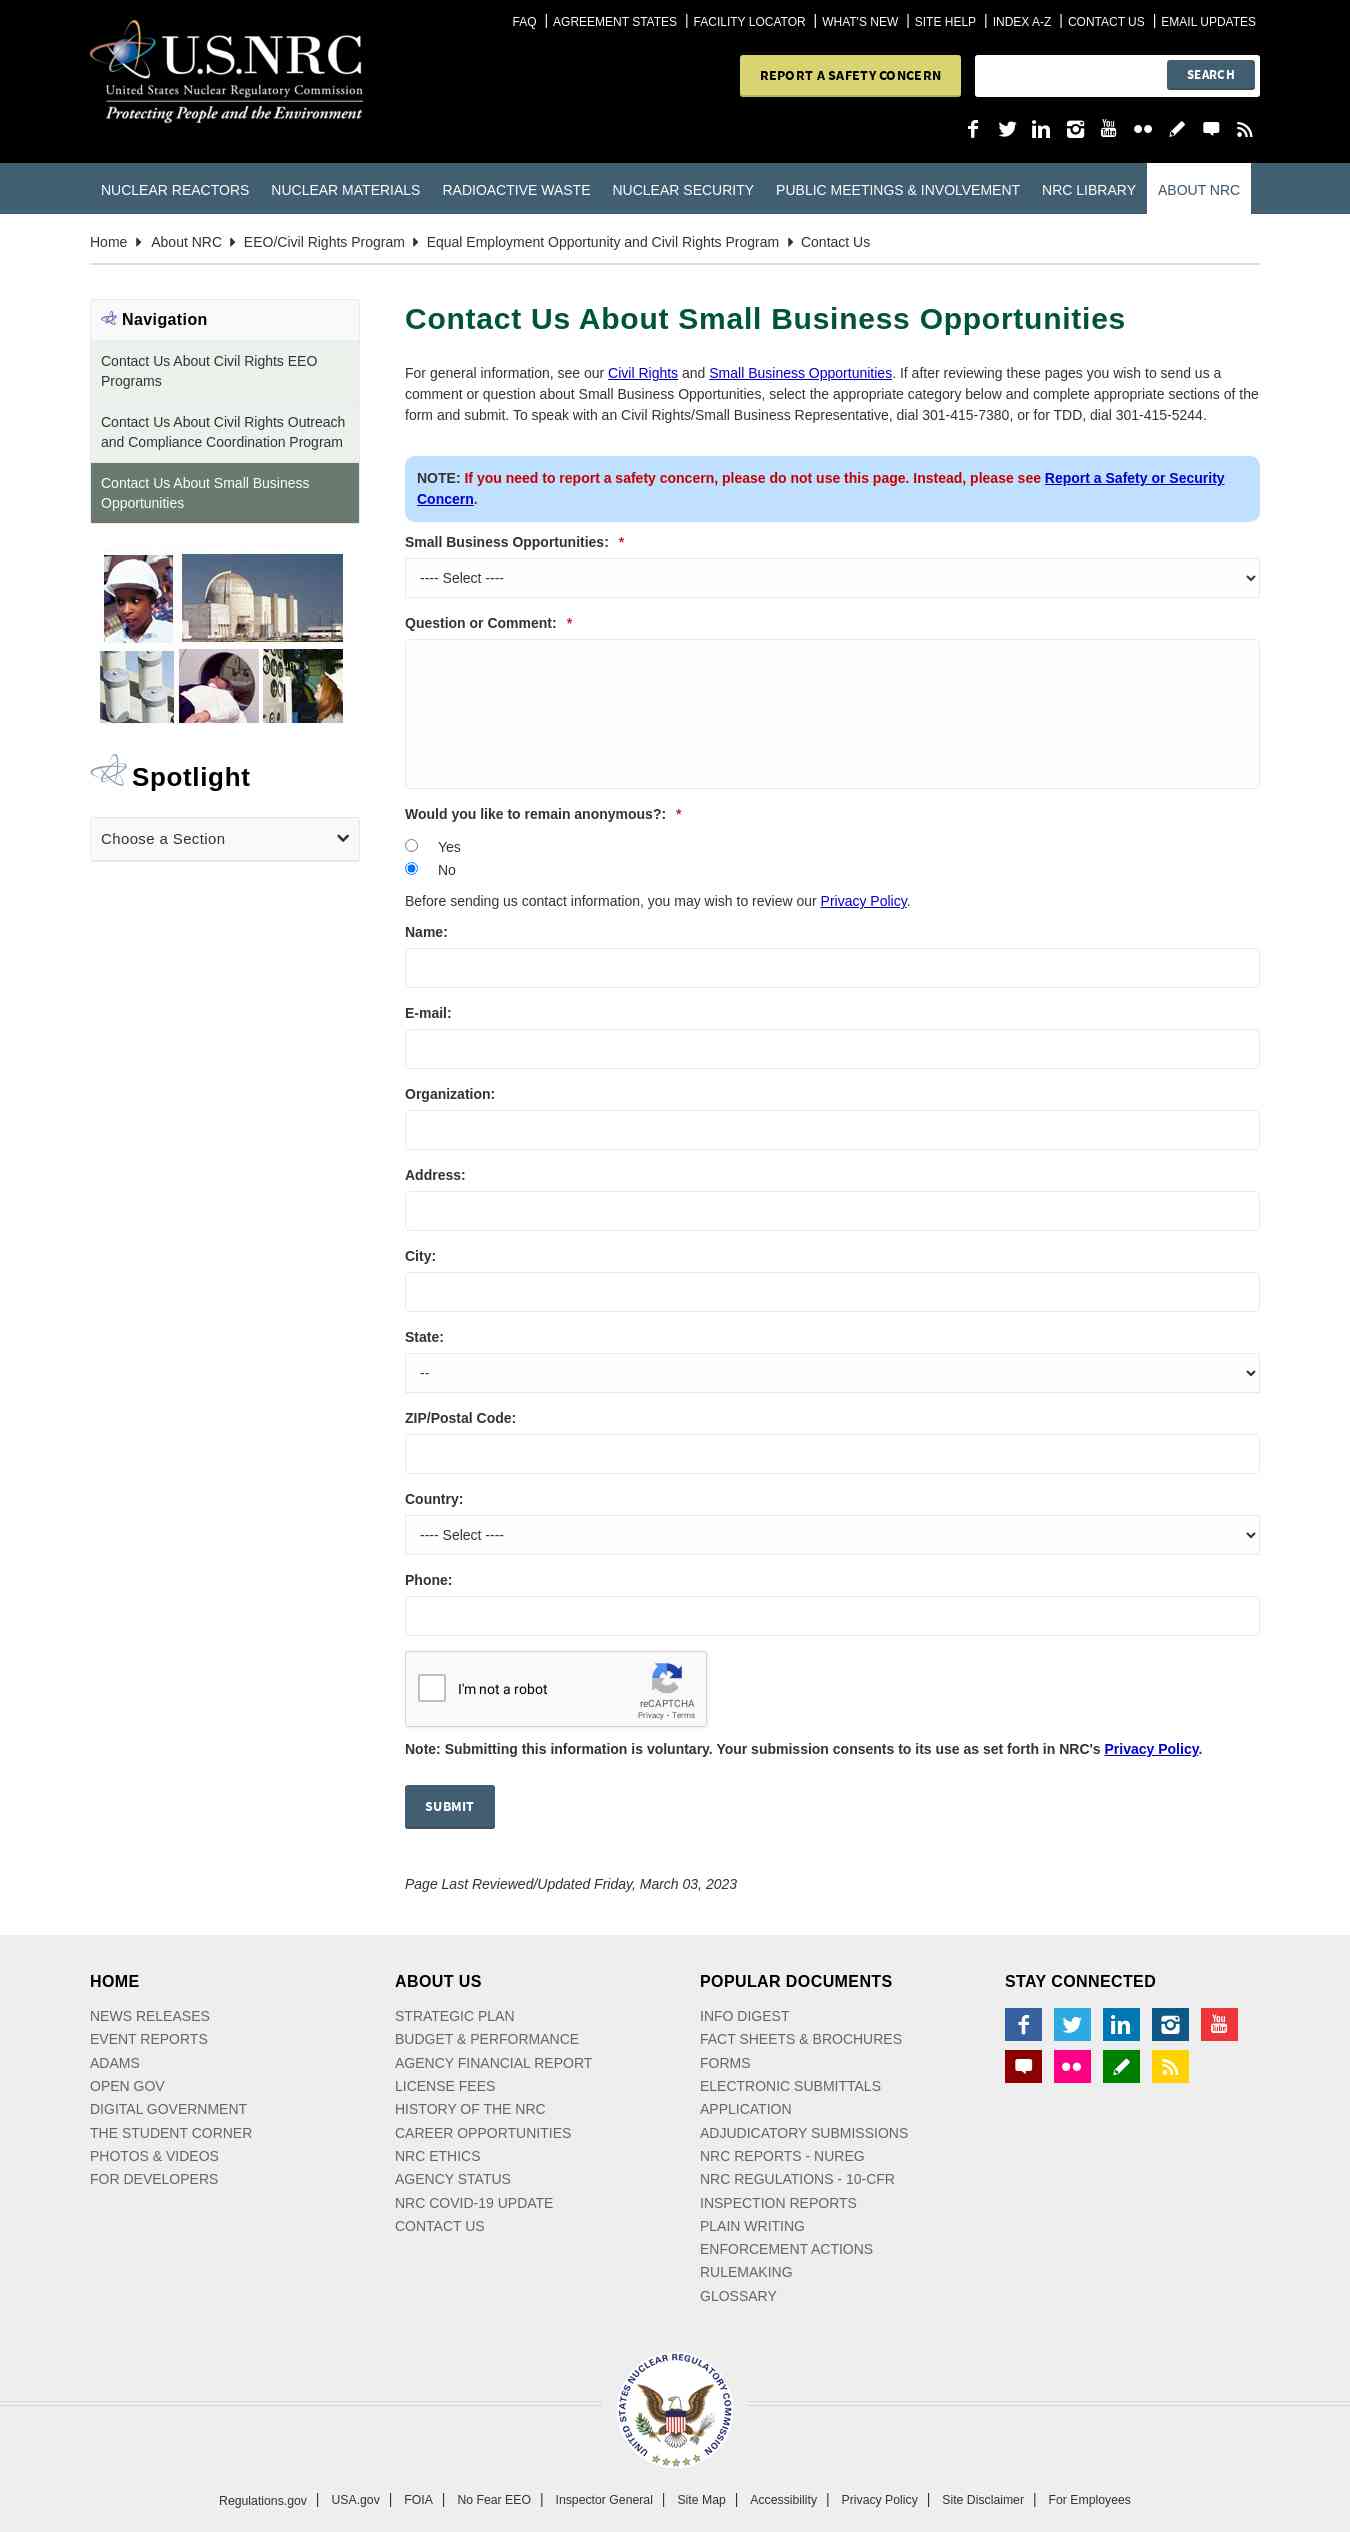 FAQ | AGREEMENT STATES | FACILITY LOCATOR | WHAT'S NEW | SITE HELP | INDEX A-Z | CONTACT US | EMAIL UPDATES
U.S.NRC
United States Nuclear Regulatory Commission
Protecting People and the Environment
REPORT A SAFETY CONCERN
SEARCH
NUCLEAR REACTORS NUCLEAR MATERIALS RADIOACTIVE WASTE NUCLEAR SECURITY PUBLIC MEETINGS & INVOLVEMENT NRC LIBRARY ABOUT NRC
Home About NRC EEO/Civil Rights Program Equal Employment Opportunity and Civil Rights Program Contact Us
Navigation
Contact Us About Civil Rights EEO
Programs
Contact Us About Civil Rights Outreach
and Compliance Coordination Program
Contact Us About Small Business
Opportunities
Spotlight
Choose a Section
Contact Us About Small Business Opportunities
For general information, see our Civil Rights and Small Business Opportunities. If after reviewing these pages you wish to send us a
comment or question about Small Business Opportunities, select the appropriate category below and complete appropriate sections of the
form and submit. To speak with an Civil Rights/Small Business Representative, dial 301-415-7380, or for TDD, dial 301-415-5244.
NOTE: If you need to report a safety concern, please do not use this page. Instead, please see Report a Safety or Security
Concern.
Small Business Opportunities: *
---- Select ----
Question or Comment: *
Would you like to remain anonymous?: *
Yes
No
Before sending us contact information, you may wish to review our Privacy Policy.
Name:
E-mail:
Organization:
Address:
City:
State:
--
ZIP/Postal Code:
Country:
---- Select ----
Phone:
I'm not a robot
reCAPTCHA
Privacy - Terms
Note: Submitting this information is voluntary. Your submission consents to its use as set forth in NRC's Privacy Policy.
SUBMIT
Page Last Reviewed/Updated Friday, March 03, 2023
HOME
NEWS RELEASES
EVENT REPORTS
ADAMS
OPEN GOV
DIGITAL GOVERNMENT
THE STUDENT CORNER
PHOTOS & VIDEOS
FOR DEVELOPERS
ABOUT US
STRATEGIC PLAN
BUDGET & PERFORMANCE
AGENCY FINANCIAL REPORT
LICENSE FEES
HISTORY OF THE NRC
CAREER OPPORTUNITIES
NRC ETHICS
AGENCY STATUS
NRC COVID-19 UPDATE
CONTACT US
POPULAR DOCUMENTS
INFO DIGEST
FACT SHEETS & BROCHURES
FORMS
ELECTRONIC SUBMITTALS
APPLICATION
ADJUDICATORY SUBMISSIONS
NRC REPORTS - NUREG
NRC REGULATIONS - 10-CFR
INSPECTION REPORTS
PLAIN WRITING
ENFORCEMENT ACTIONS
RULEMAKING
GLOSSARY
STAY CONNECTED
You Tube
UNITED STATES NUCLEAR REGULATORY COMMISSION
Regulations.gov | USA.gov | FOIA | No Fear EEO | Inspector General | Site Map | Accessibility | Privacy Policy | Site Disclaimer | For Employees